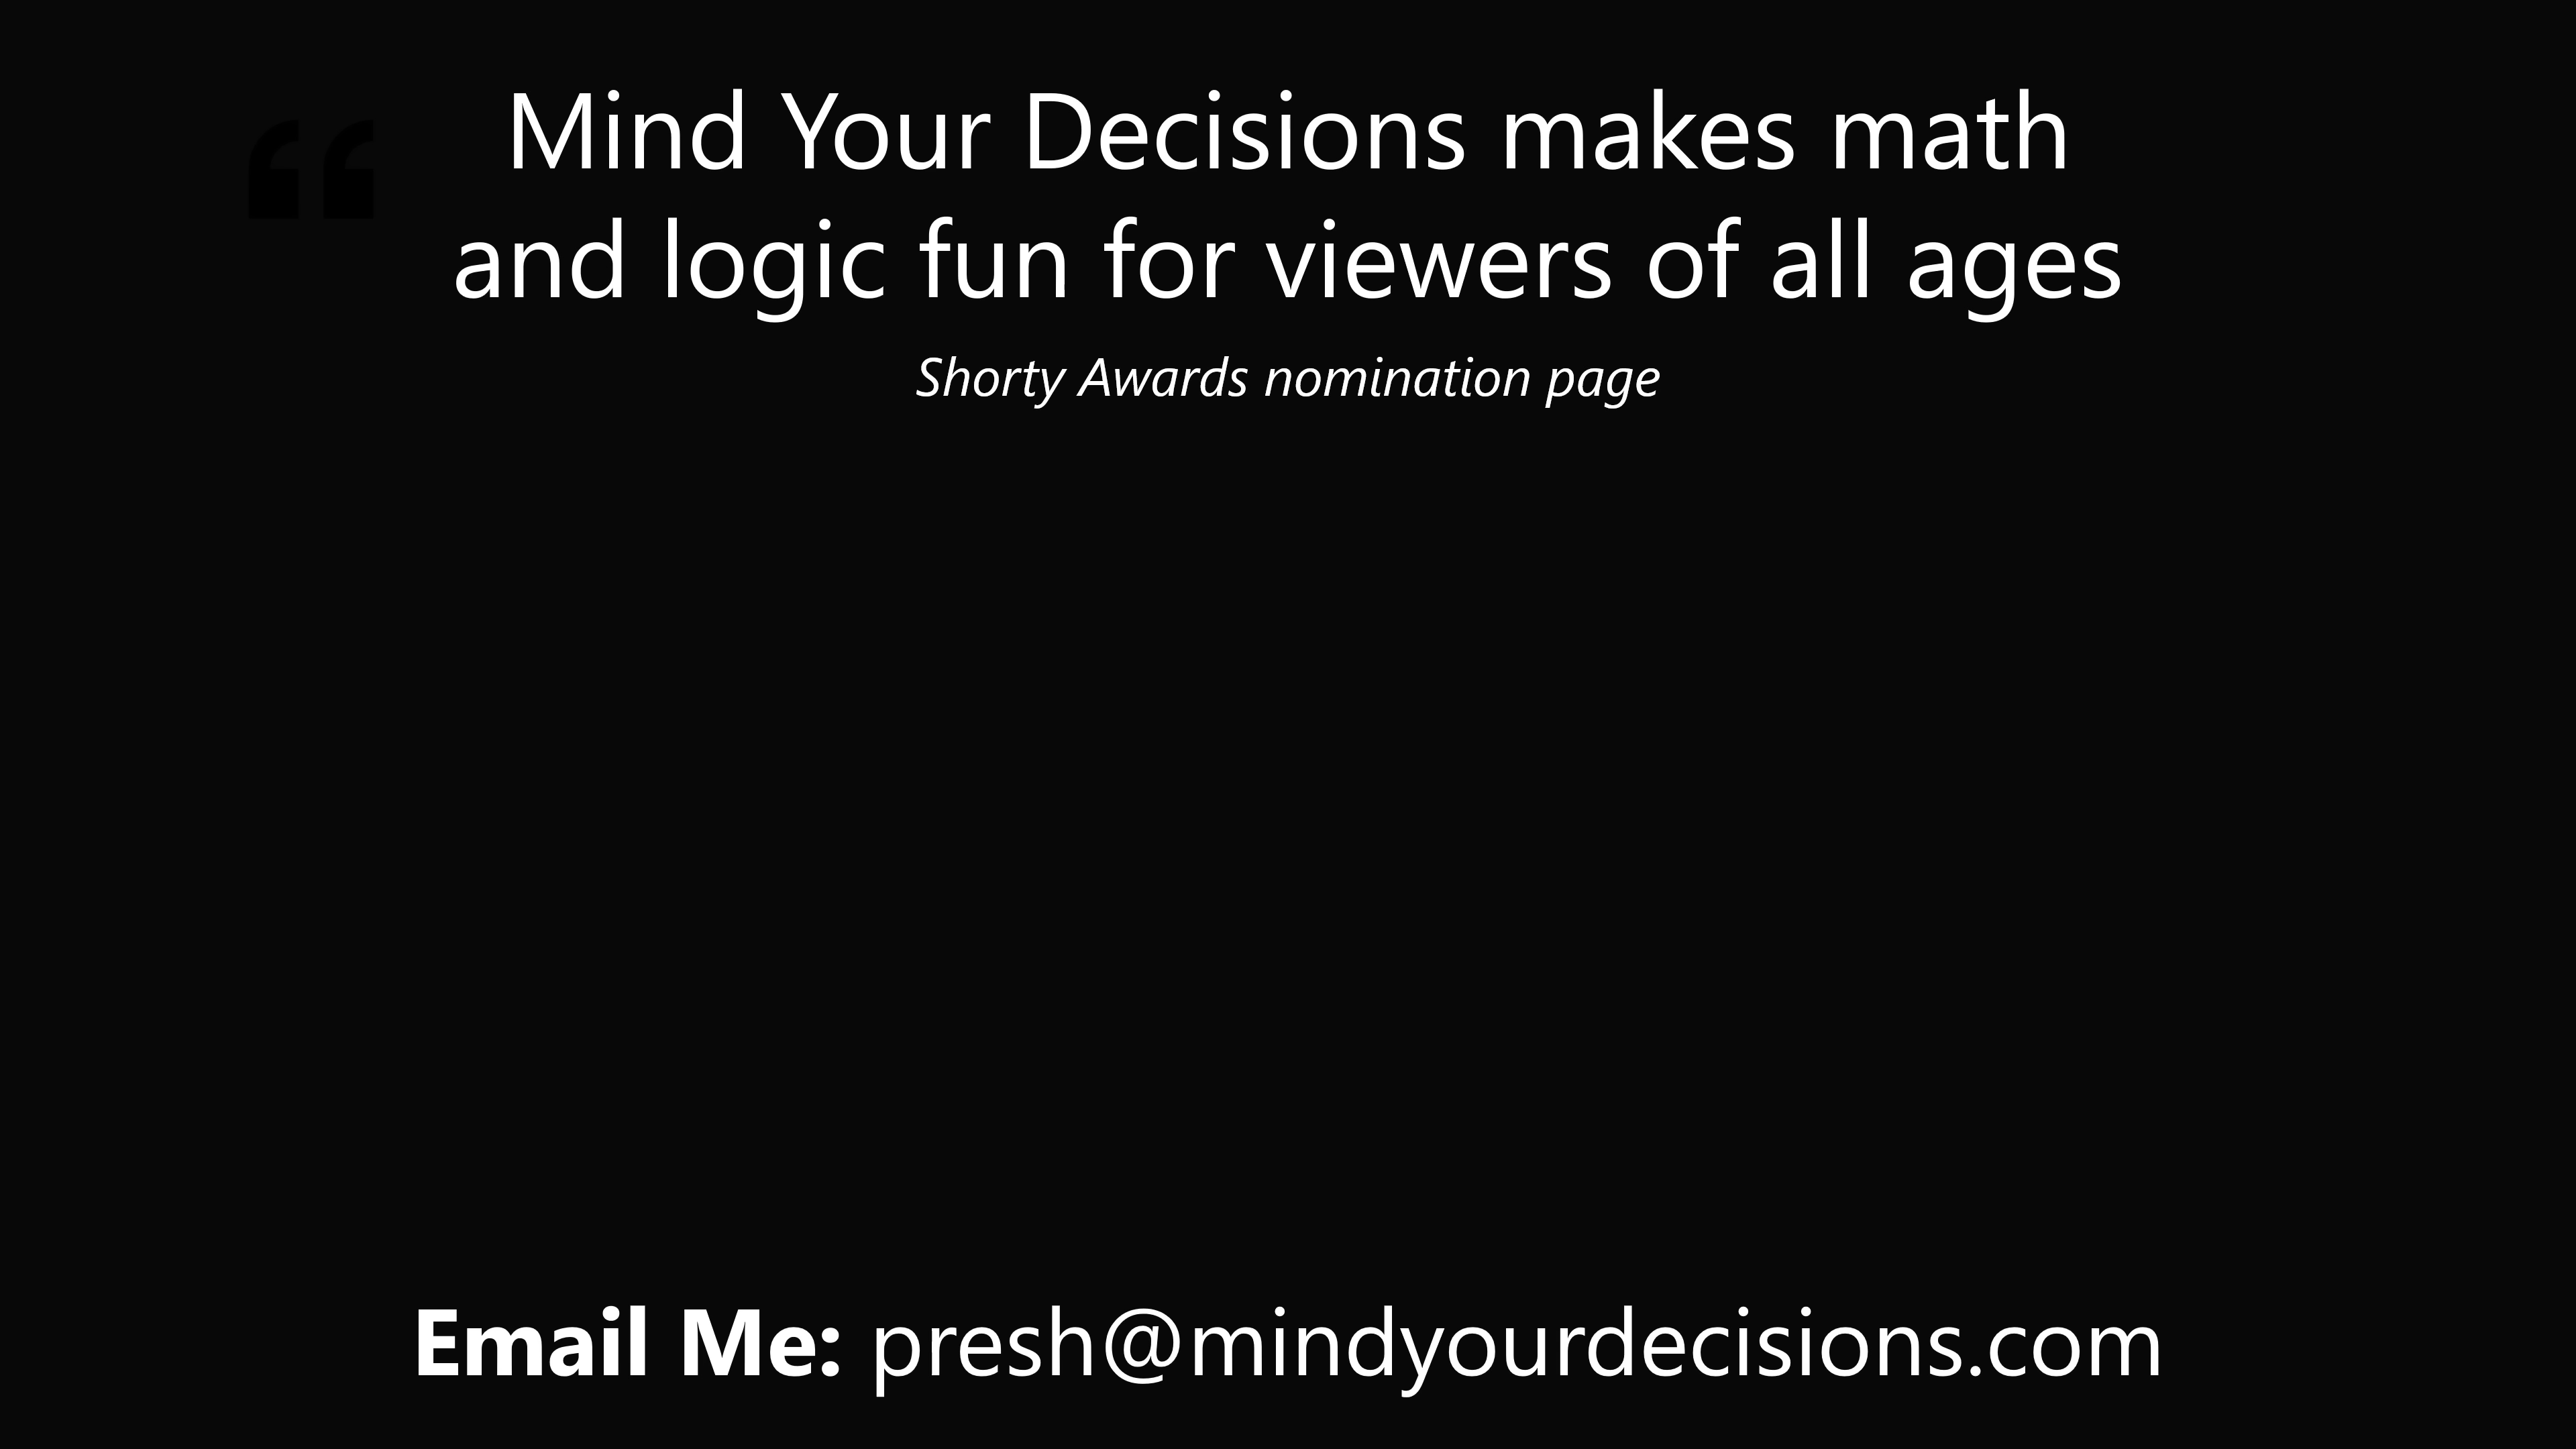 “
Mind Your Decisions makes math
and logic fun for viewers of all ages
Shorty Awards nomination page
Email Me: presh@mindyourdecisions.com